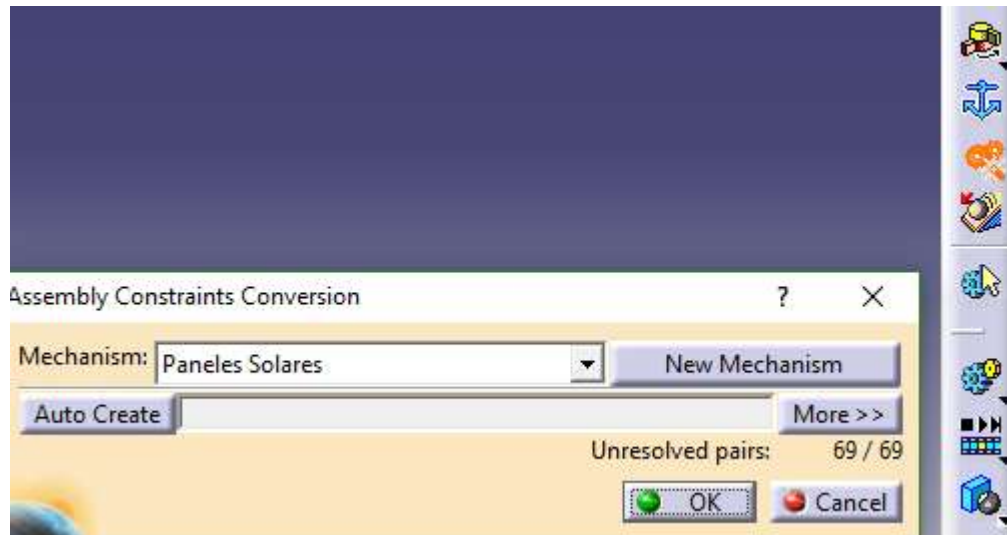 Assembly Constraints Conversion ? X
Mechanism: Paneles Solares New Mechanism
Auto Create More >>
Unresolved pairs: 69 / 69
OK Cancel